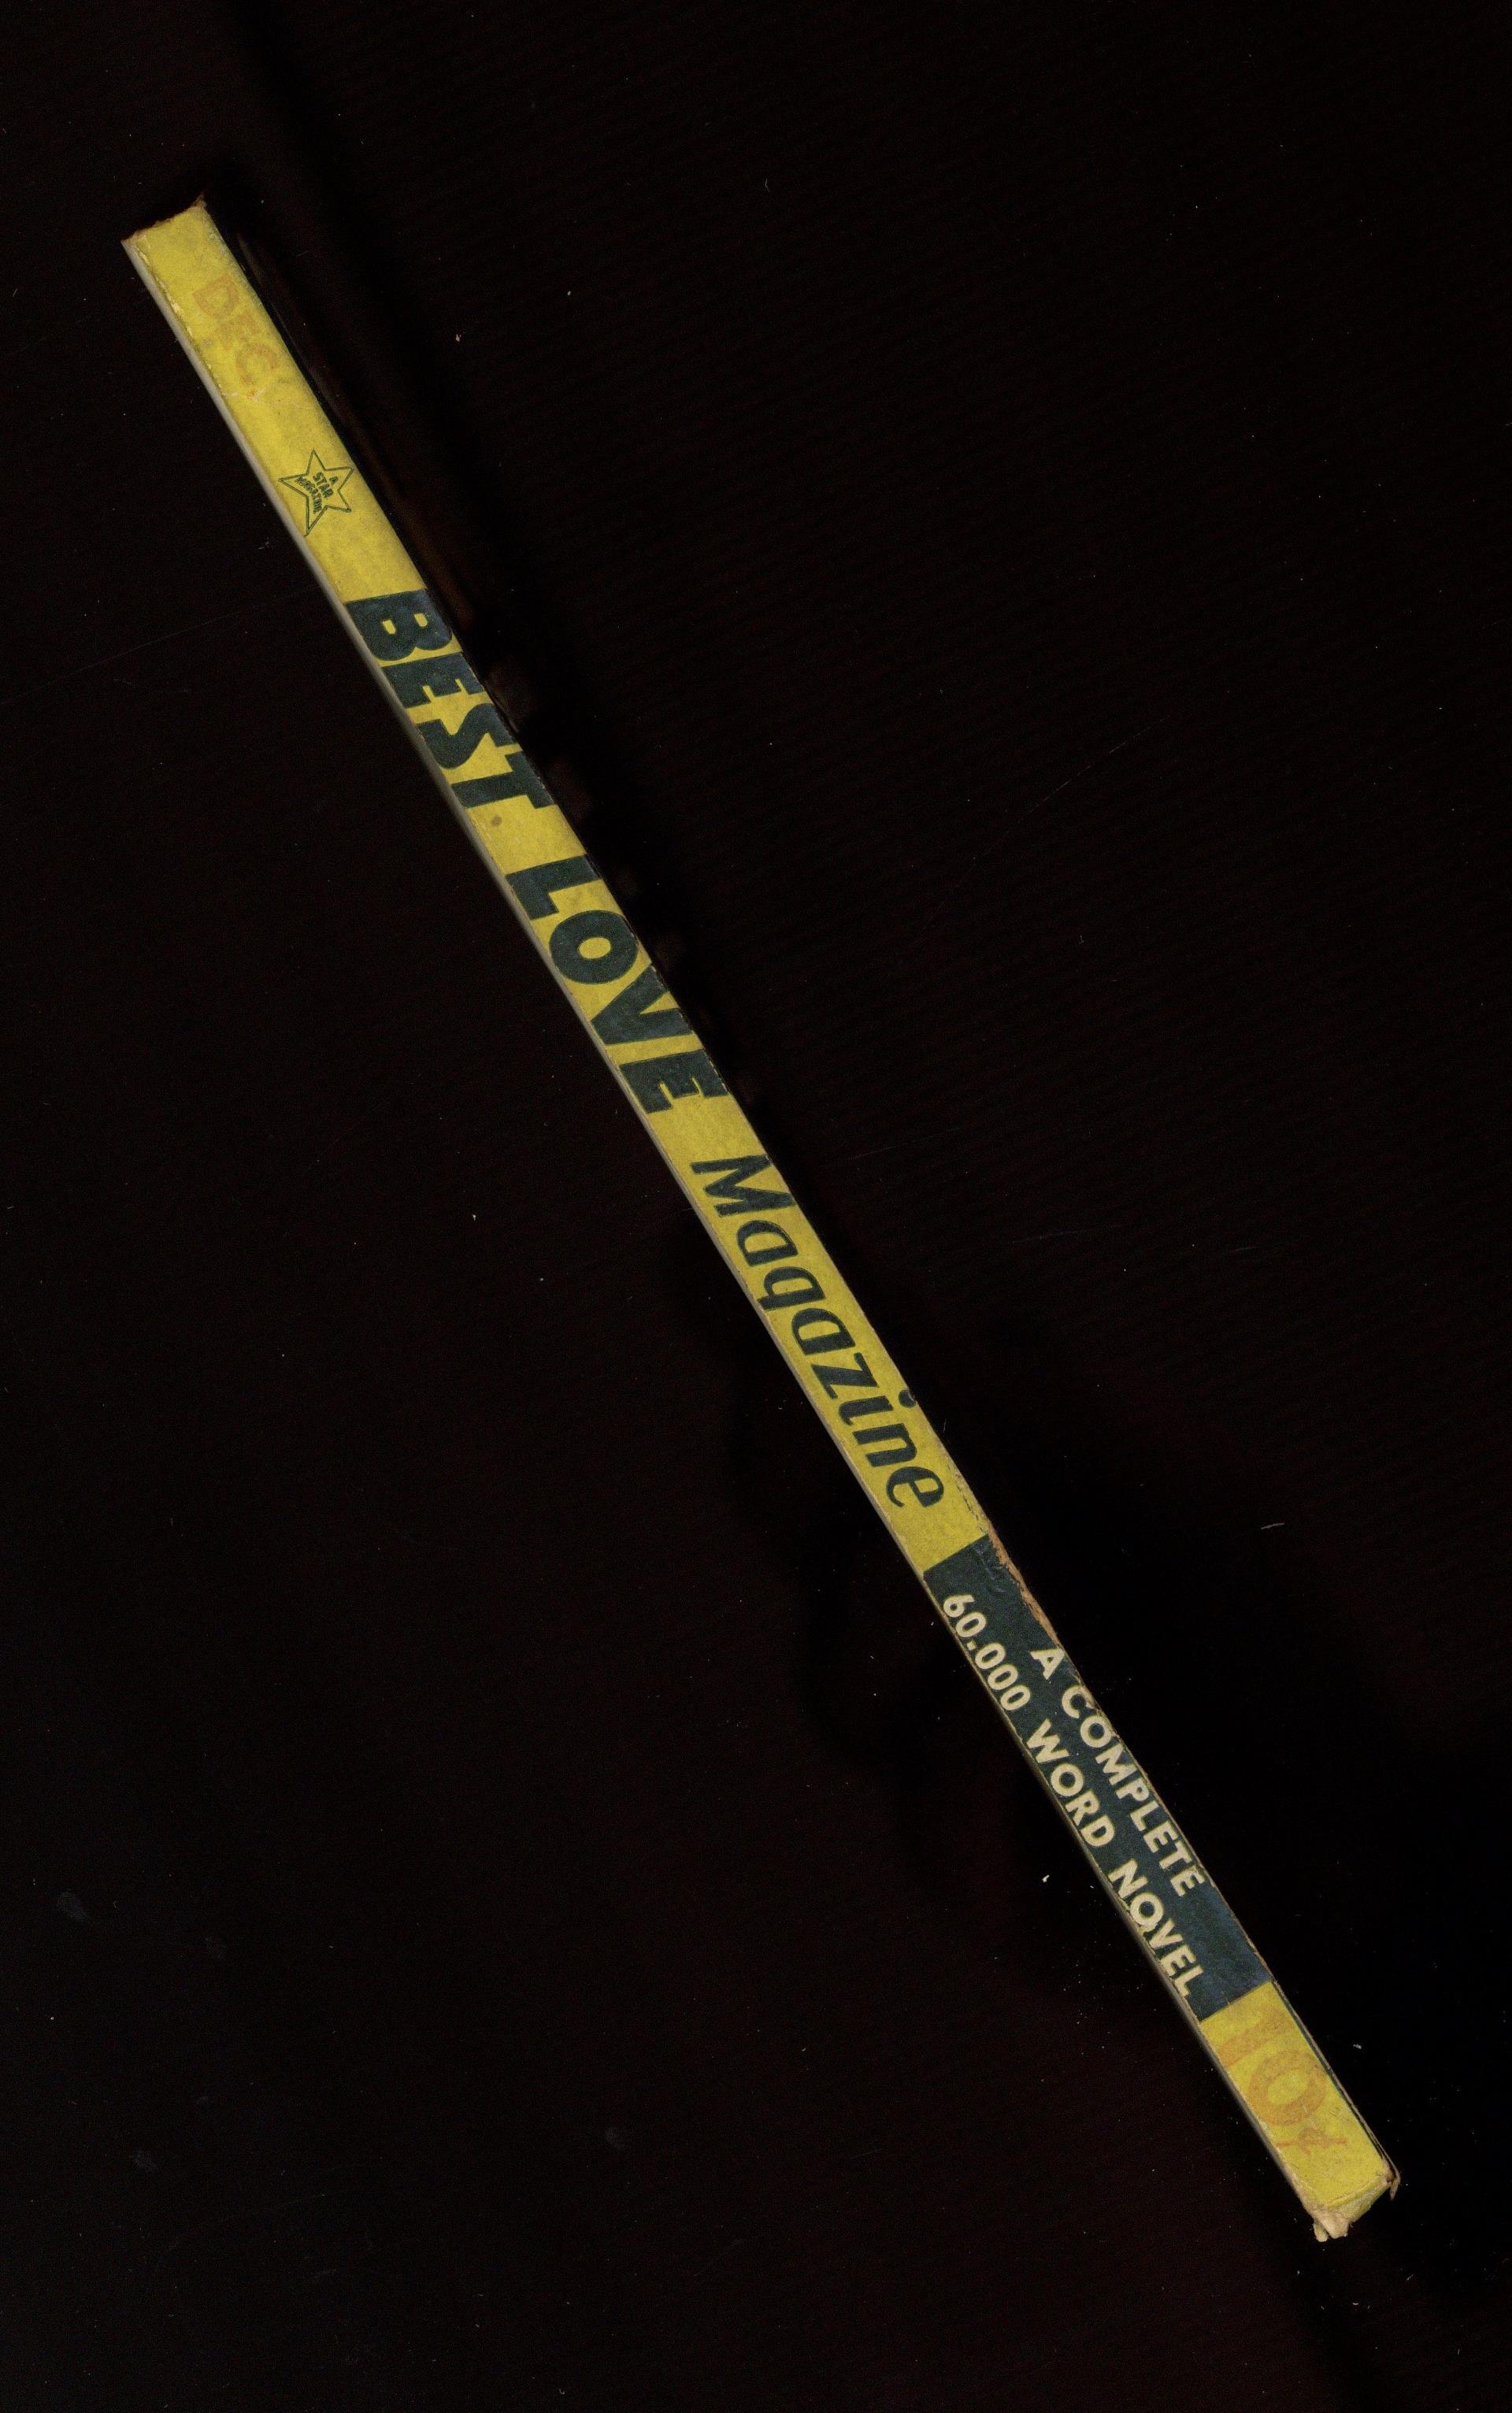 DEC.
A
STAR
MAGAZINE
BEST LOVE Magazine
A COMPLETE
60.000 WORD NOVEL
10¢